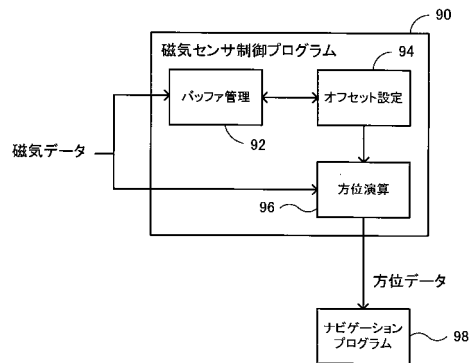 90
磁気センサ制御プログラム
94
バッファ管理
オフセット設定
92
磁気データ
方位演算
96
方位データ
ナビゲーション
プログラム
98